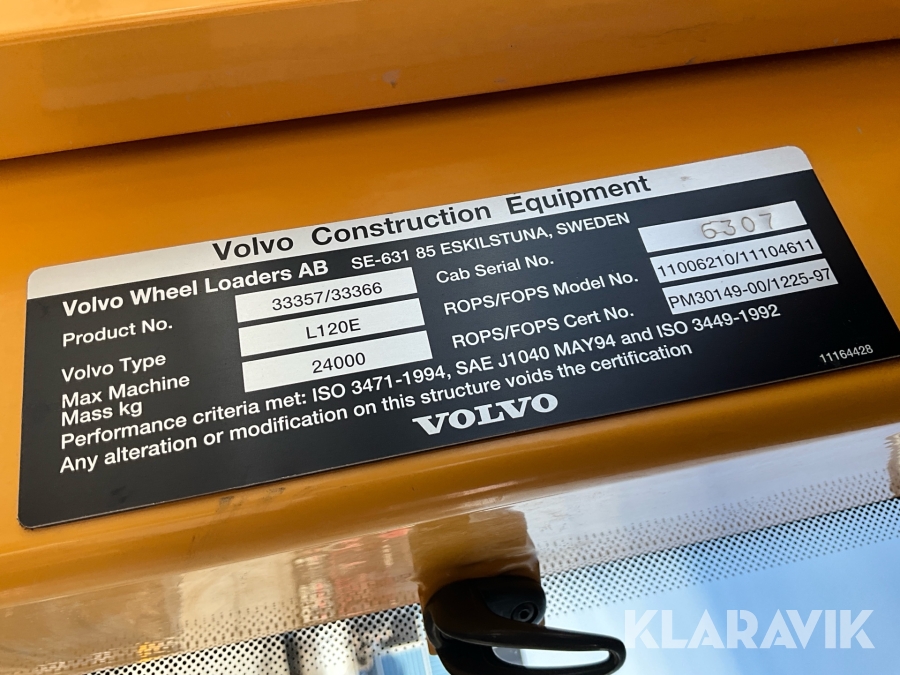 Volvo Construction Equipment
Volvo Wheel Loaders AB SE-631 85 ESKILSTUNA, SWEDEN
Product No. 33357/33366
Volvo Type L120E
Max Machine
Mass kg 24000
Cab Serial No. 6307
ROPS/FOPS Model No. 11006210/11104611
ROPS/FOPS Cert No. PM30149-00/1225-97
Performance criteria met: ISO 3471-1994, SAE J1040 MAY94 and ISO 3449-1992
Any alteration or modification on this structure voids the certification
VOLVO
11164428
KLARAVIK